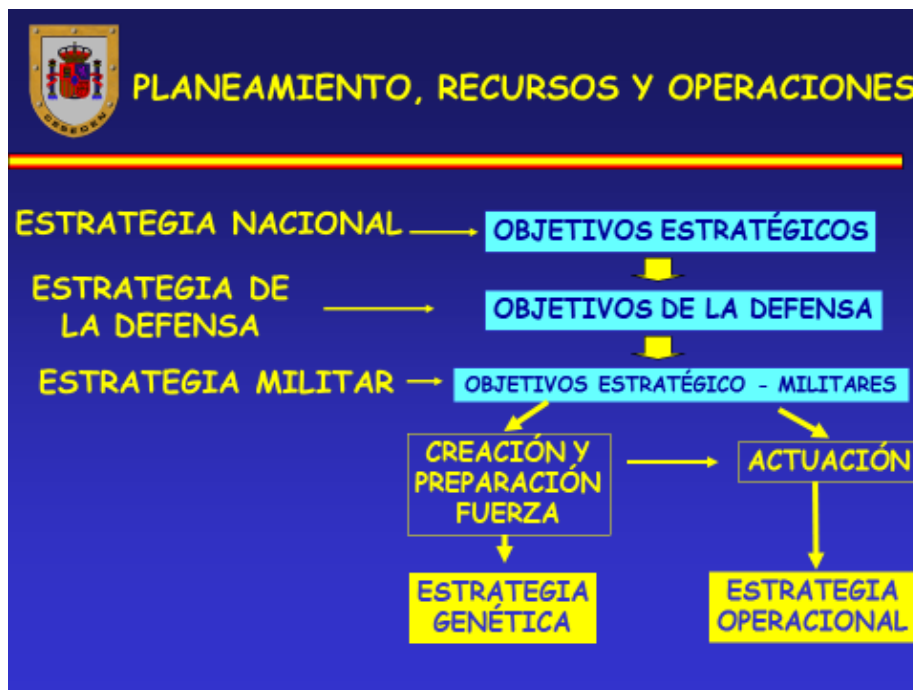 PLANEAMIENTO, RECURSOS Y OPERACIONES
CESEDEN
ESTRATEGIA NACIONAL
OBJETIVOS ESTRATÉGICOS
ESTRATEGIA DE
LA DEFENSA
OBJETIVOS DE LA DEFENSA
ESTRATEGIA MILITAR
OBJETIVOS ESTRATÉGICO - MILITARES
CREACIÓN Y
PREPARACIÓN
FUERZA
ACTUACIÓN
ESTRATEGIA
GENÉTICA
ESTRATEGIA
OPERACIONAL